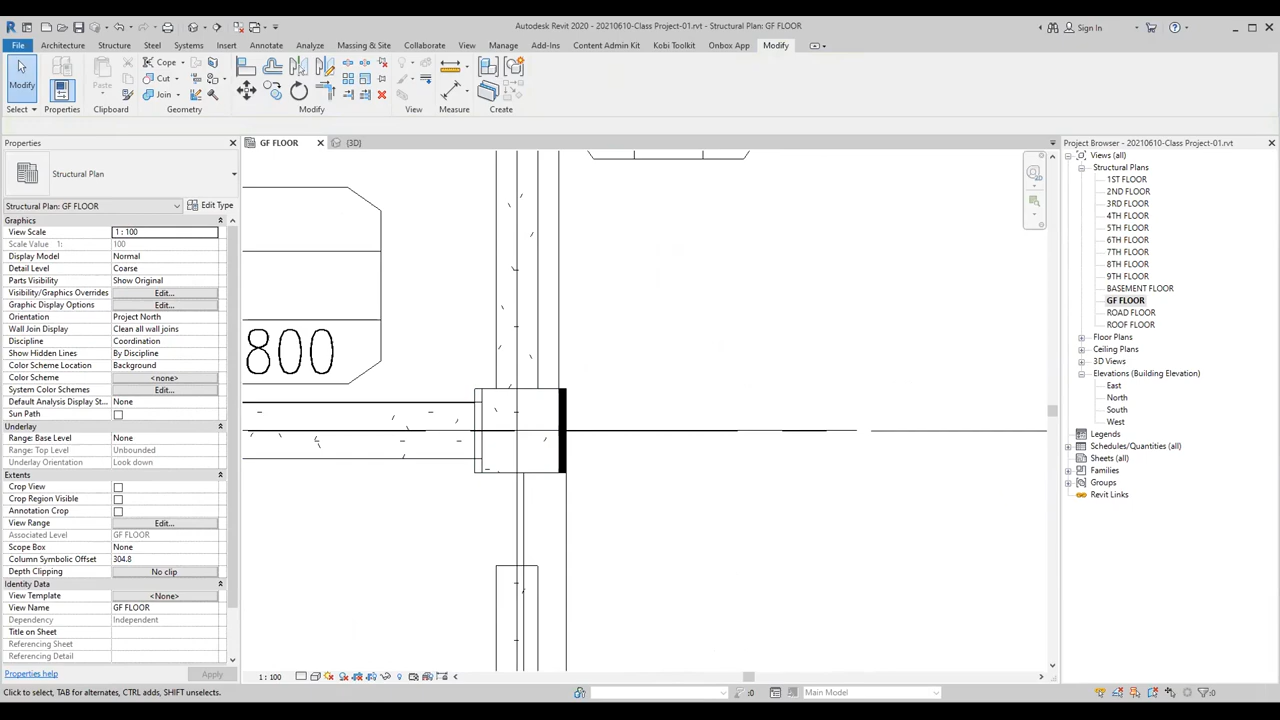 Autodesk Revit 2020 - 20210610-Class Project-01.rvt - Structural Plan: GF FLOOR
Sign In
File Architecture Structure Steel Systems Insert Annotate Analyze Massing & Site Collaborate View Manage Add-Ins Content Admin Kit Kobi Toolkit Onbox App Modify
Modify
Paste
Cope
Cut
Join
Select Properties Clipboard Geometry Modify View Measure Create
Properties
GF FLOOR
{3D}
Project Browser - 20210610-Class Project-01.rvt
Structural Plan
Structural Plan: GF FLOOR
Edit Type
Graphics
View Scale 1 : 100
Scale Value 1: 100
Display Model Normal
Detail Level Coarse
Parts Visibility Show Original
Visibility/Graphics Overrides Edit...
Graphic Display Options Edit...
Orientation Project North
Wall Join Display Clean all wall joins
Discipline Coordination
Show Hidden Lines By Discipline
Color Scheme Location Background
Color Scheme <none>
System Color Schemes Edit...
Default Analysis Display St... None
Sun Path
Underlay
Range: Base Level None
Range: Top Level Unbounded
Underlay Orientation Look down
Extents
Crop View
Crop Region Visible
Annotation Crop
View Range Edit...
Associated Level GF FLOOR
Scope Box None
Column Symbolic Offset 304.8
Depth Clipping No clip
Identity Data
View Template <None>
View Name GF FLOOR
Dependency Independent
Title on Sheet
Referencing Sheet
Referencing Detail
Properties help
Apply
800
Views (all)
Structural Plans
1ST FLOOR
2ND FLOOR
3RD FLOOR
4TH FLOOR
5TH FLOOR
6TH FLOOR
7TH FLOOR
8TH FLOOR
9TH FLOOR
BASEMENT FLOOR
GF FLOOR
ROAD FLOOR
ROOF FLOOR
Floor Plans
Ceiling Plans
3D Views
Elevations (Building Elevation)
East
North
South
West
Legends
Schedules/Quantities (all)
Sheets (all)
Families
Groups
Revit Links
1 : 100
Click to select, TAB for alternates, CTRL adds, SHIFT unselects.
:0
Main Model
:0